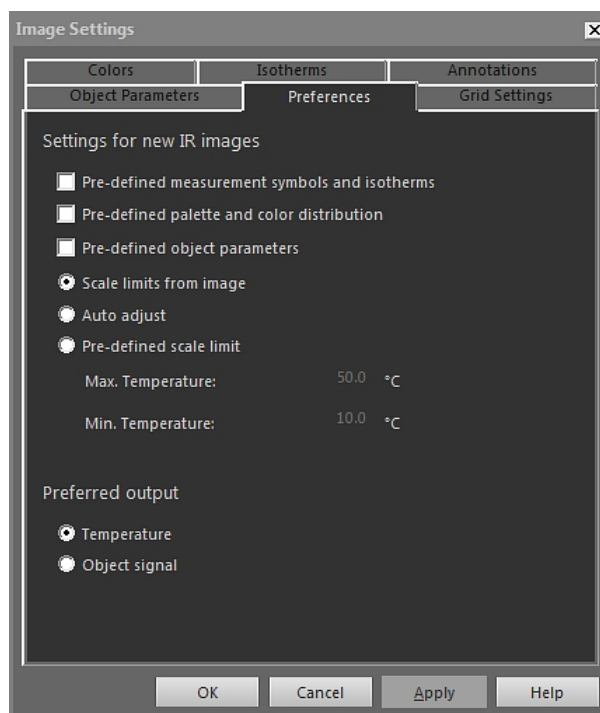 Image Settings
Colors Isotherms Annotations
Object Parameters Preferences Grid Settings
Settings for new IR images
Pre-defined measurement symbols and isotherms
Pre-defined palette and color distribution
Pre-defined object parameters
Scale limits from image
Auto adjust
Pre-defined scale limit
Max. Temperature: 50.0 °C
Min. Temperature: 10.0 °C
Preferred output
Temperature
Object signal
OK Cancel Apply Help